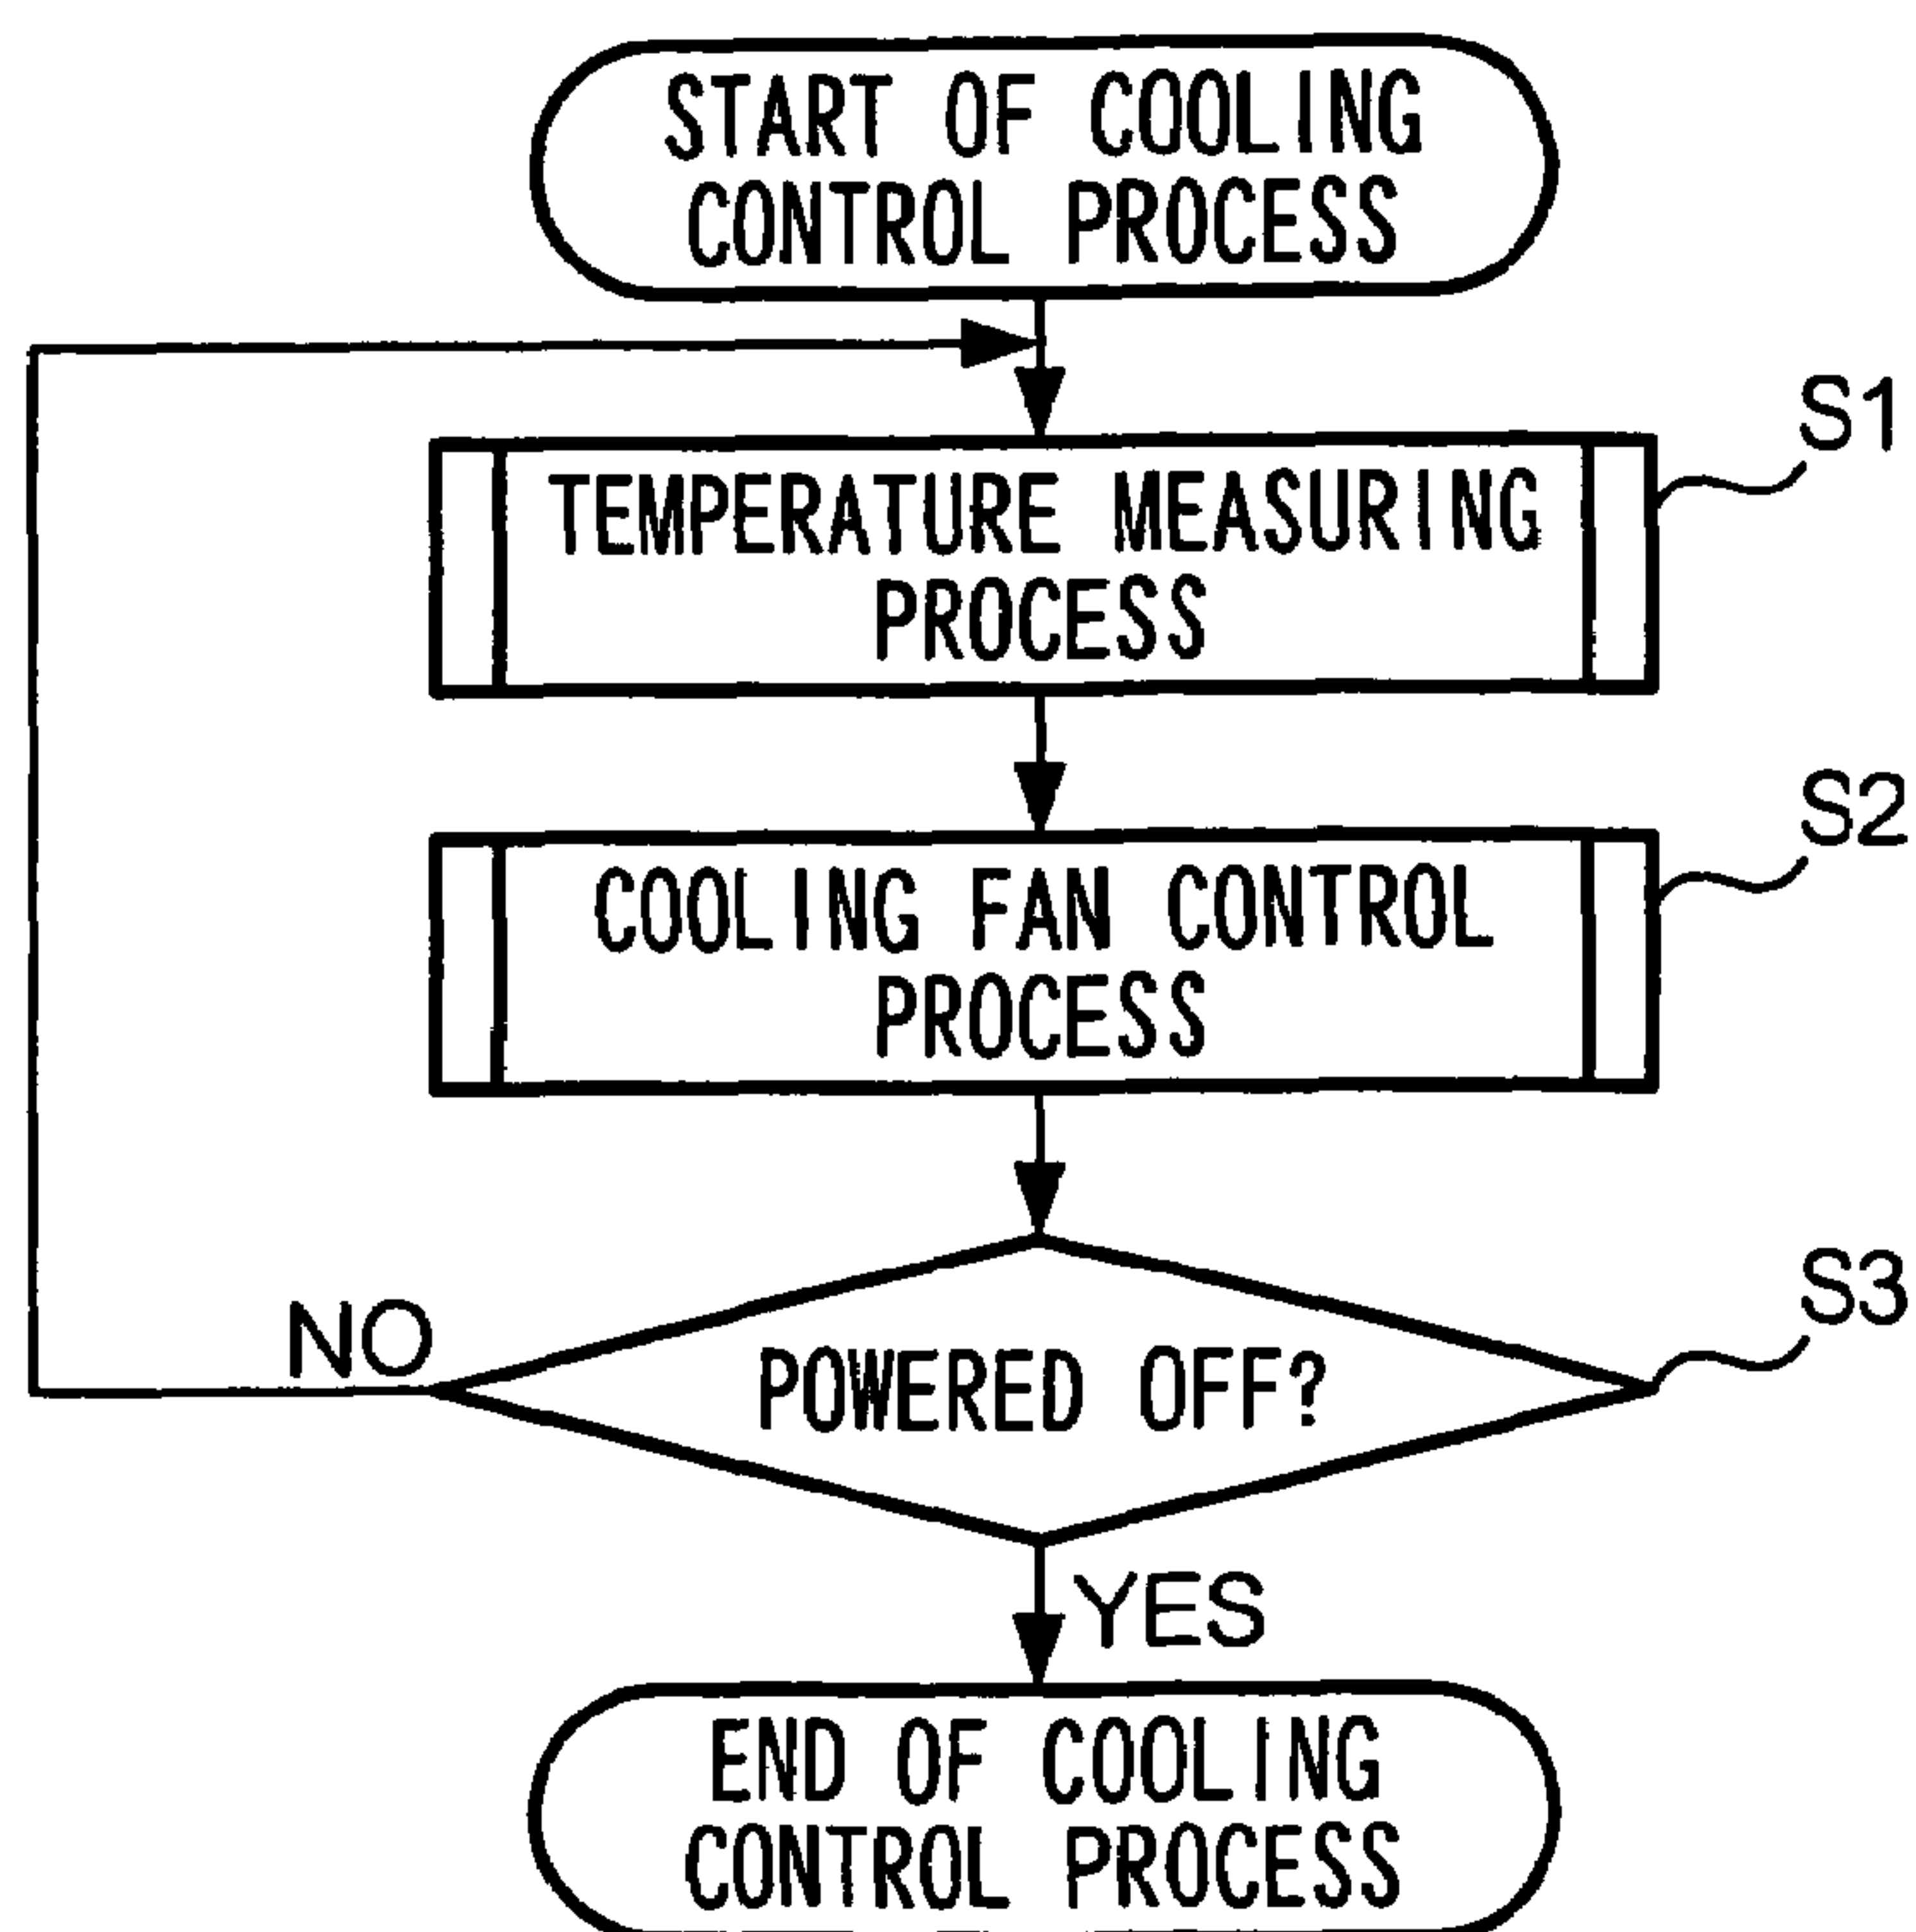 START OF COOLING
CONTROL PROCESS
S1
TEMPERATURE MEASURING
PROCESS
S2
COOLING FAN CONTROL
PROCESS
S3
NO
POWERED OFF?
YES
END OF COOLING
CONTROL PROCESS